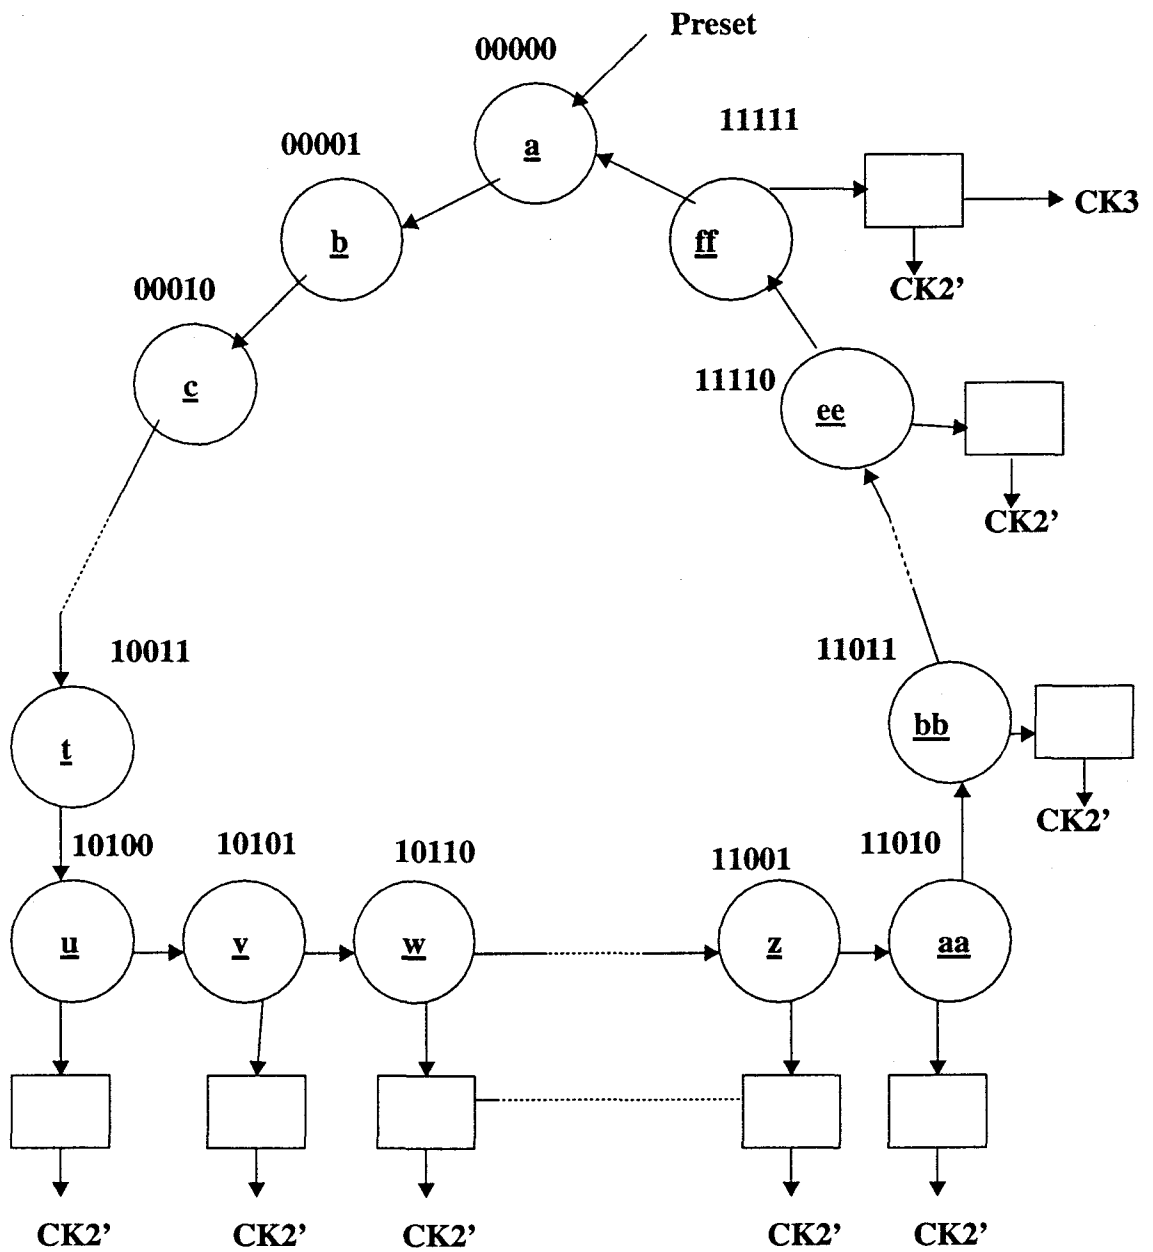 Preset
00000
a
11111
00001
b
ff
CK3
00010
CK2’
c
11110
ee
CK2’
10011
11011
t
bb
CK2’
10100
10101
10110
11001
11010
u
v
w
z
aa
CK2’
CK2’
CK2’
CK2’
CK2’